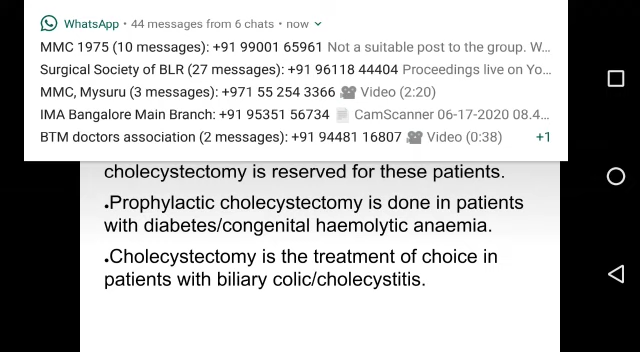 WhatsApp • 44 messages from 6 chats • now
MMC 1975 (10 messages): +91 99001 65961 Not a suitable post to the group. W...
Surgical Society of BLR (27 messages): +91 96118 44404 Proceedings live on Yo...
MMC, Mysuru (3 messages): +971 55 254 3366 🎥 Video (2:20)
IMA Bangalore Main Branch: +91 95351 56734 📄 CamScanner 06-17-2020 08.4...
BTM doctors association (2 messages): +91 94481 16807 🎥 Video (0:38) +1
cholecystectomy is reserved for these patients.
•Prophylactic cholecystectomy is done in patients
with diabetes/congenital haemolytic anaemia.
•Cholecystectomy is the treatment of choice in
patients with biliary colic/cholecystitis.